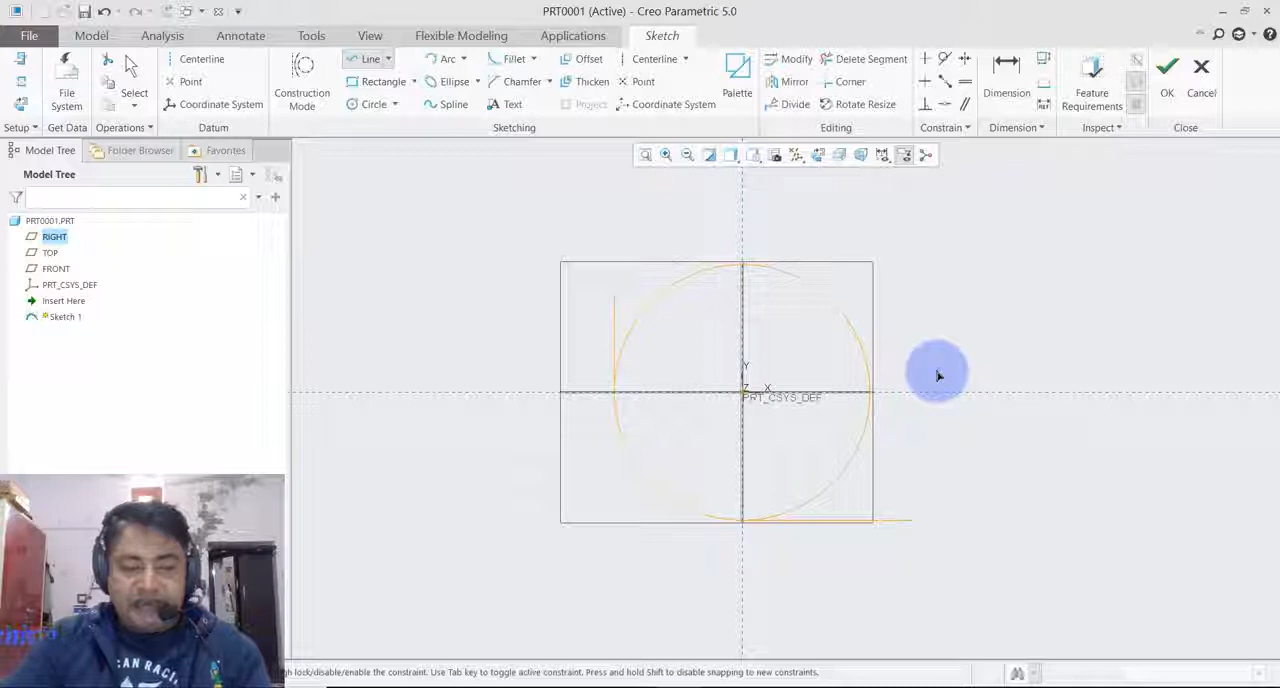 PRT0001 (Active) - Creo Parametric 5.0
File Model Analysis Annotate Tools View Flexible Modeling Applications Sketch
Centerline Line Arc Fillet Offset Centerline Modify Delete Segment
Point Rectangle Ellipse Chamfer Thicken Point Mirror Corner
Coordinate System Circle Spline Text Project Coordinate System Divide Rotate Resize
File System
Select
Construction Mode
Palette
Dimension
Feature Requirements
OK
Cancel
Setup Get Data Operations Datum Sketching Editing Constrain Dimension Inspect Close
Model Tree Folder Browser Favorites
Model Tree
PRT0001.PRT
RIGHT
TOP
FRONT
PRT_CSYS_DEF
Insert Here
Sketch 1
Y
Z X
PRT_CSYS_DEF
lock/disable/enable the constraint. Use Tab key to toggle active constraint. Press and hold Shift to disable snapping to new constraints.
CAN RACI